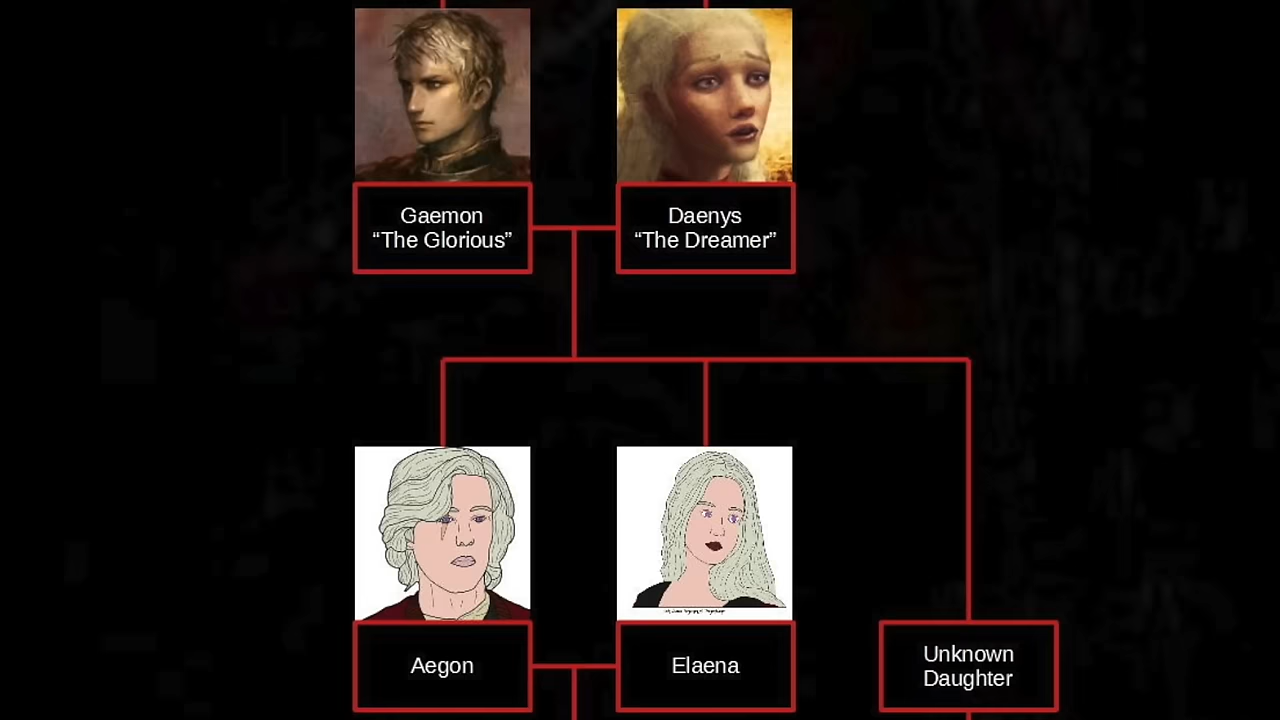 Gaemon
“The Glorious”
Daenys
“The Dreamer”
Aegon
Elaena
Unknown
Daughter